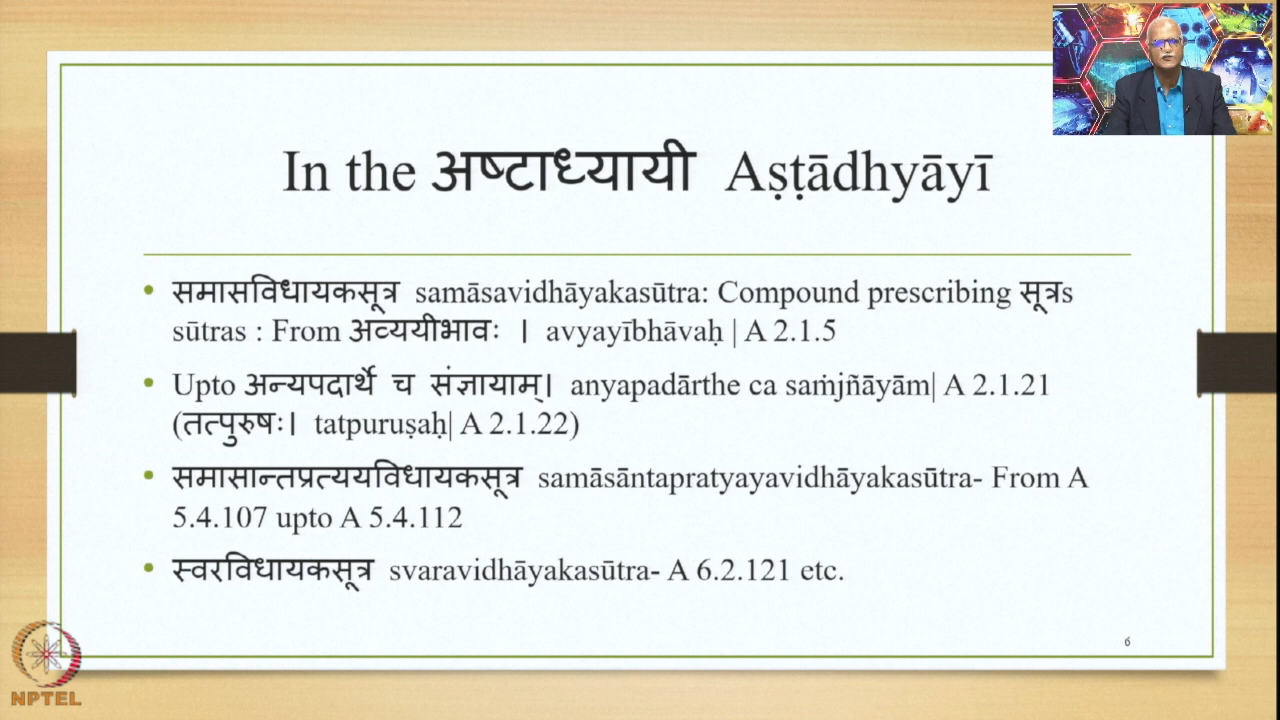 In the अष्टाध्यायी Aṣṭādhyāyī
• समासविधायकसूत्र samāsavidhāyakasūtra: Compound prescribing सूत्रs
sūtras : From अव्ययीभावः । avyayībhāvaḥ | A 2.1.5
• Upto अन्यपदार्थे च संज्ञायाम्। anyapadārthe ca saṁjñāyām| A 2.1.21
(तत्पुरुषः। tatpuruṣaḥ| A 2.1.22)
• समासान्तप्रत्ययविधायकसूत्र samāsāntapratyayavidhāyakasūtra- From A
5.4.107 upto A 5.4.112
• स्वरविधायकसूत्र svaravidhāyakasūtra- A 6.2.121 etc.
6
NPTEL